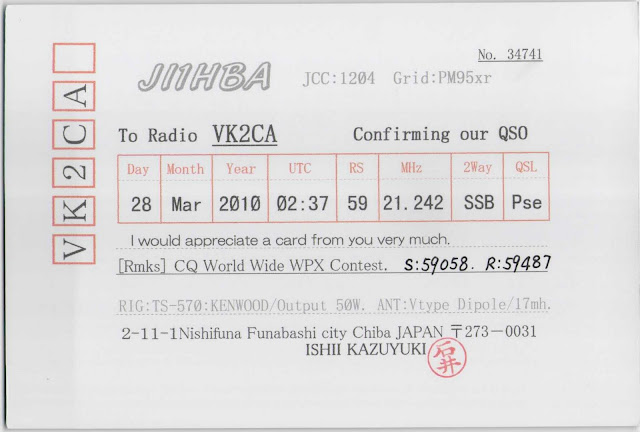 No. 34741
JI1HBA JCC:1204 Grid:PM95xr
VK2CA
To Radio VK2CA Confirming our QSO
Day Month Year UTC RS MHz 2Way QSL
28 Mar 2010 02:37 59 21.242 SSB Pse
I would appreciate a card from you very much.
[Rmks] CQ World Wide WPX Contest. S:59058. R:59487
RIG:TS-570:KENWOOD/Output 50W. ANT:Vtype Dipole/17mh.
2-11-1Nishifuna Funabashi city Chiba JAPAN 〒273-0031
ISHII KAZUYUKI
石井